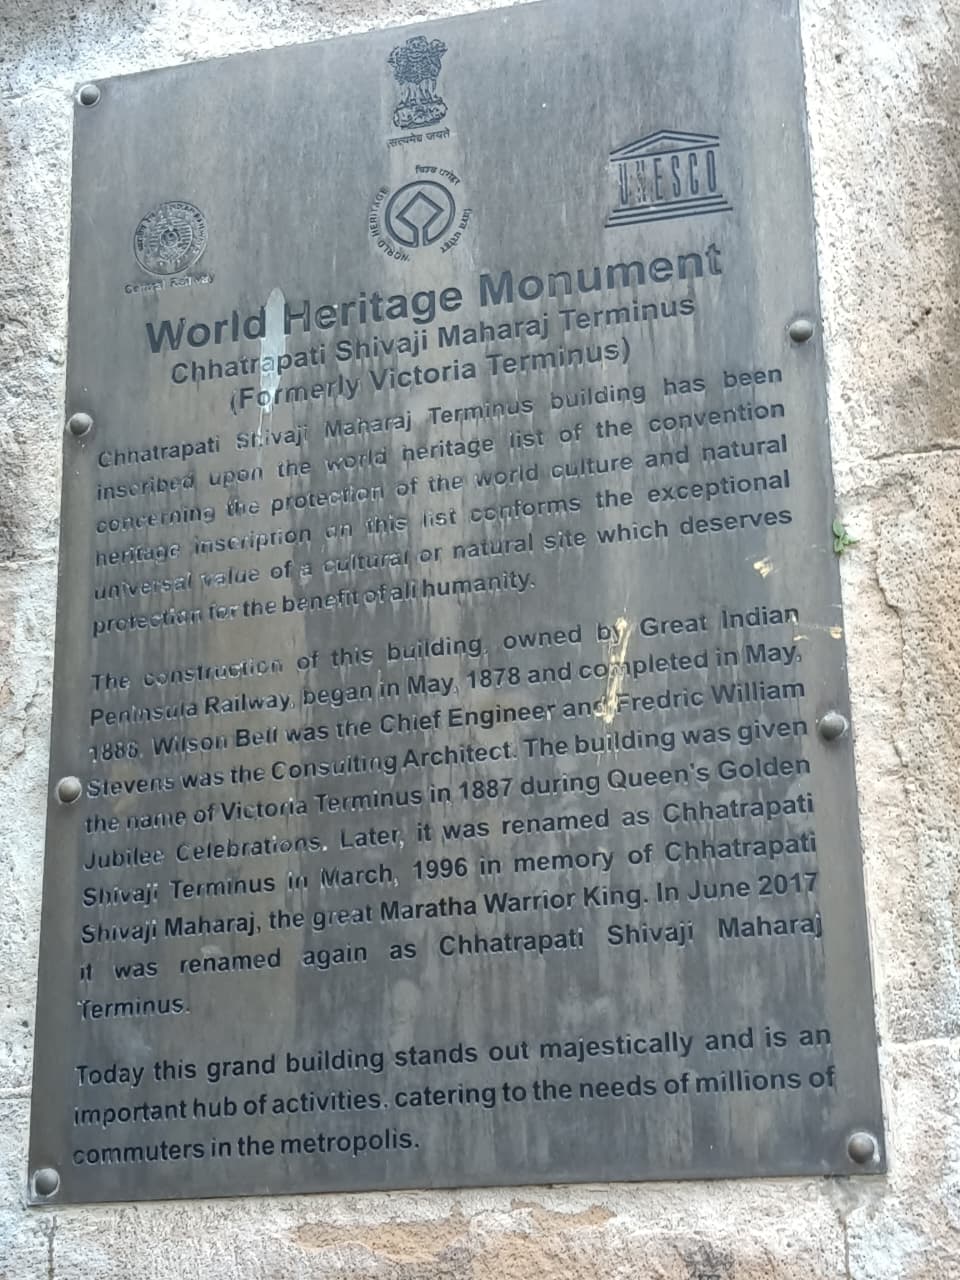 सत्यमेव जयते
WORLD HERITAGE
UNESCO
Central Railway
World Heritage Monument
Chhatrapati Shivaji Maharaj Terminus
(Formerly Victoria Terminus)
Chhatrapati Shivaji Maharaj Terminus building has been
inscribed upon the world heritage list of the convention
concerning the protection of the world culture and natural
heritage inscription on this list conforms the exceptional
universal value of a cultural or natural site which deserves
protection for the benefit of all humanity.
The construction of this building, owned by Great Indian
Peninsula Railway, began in May, 1878 and completed in May,
1888. Wilson Bell was the Chief Engineer and Fredric William
Stevens was the Consulting Architect. The building was given
the name of Victoria Terminus in 1887 during Queen's Golden
Jubilee Celebrations. Later, it was renamed as Chhatrapati
Shivaji Terminus in March, 1996 in memory of Chhatrapati
Shivaji Maharaj, the great Maratha Warrior King. In June 2017
it was renamed again as Chhatrapati Shivaji Maharaj
Terminus.
Today this grand building stands out majestically and is an
important hub of activities, catering to the needs of millions of
commuters in the metropolis.